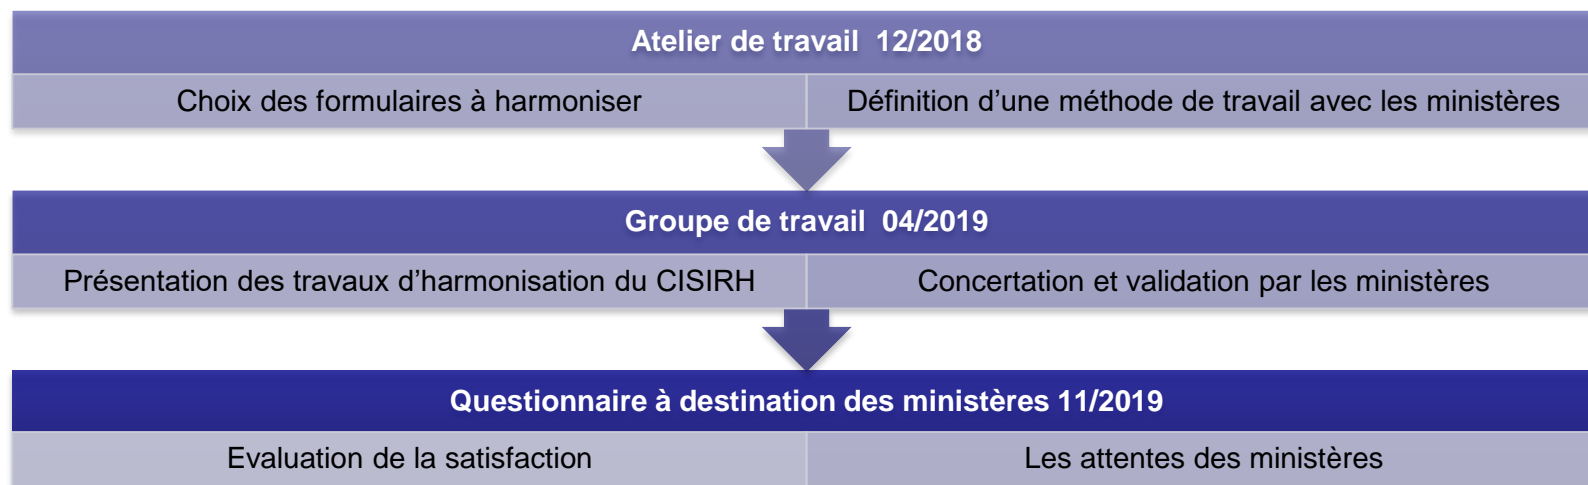 Atelier de travail 12/2018
Choix des formulaires à harmoniser
Définition d’une méthode de travail avec les ministères
Groupe de travail 04/2019
Présentation des travaux d’harmonisation du CISIRH
Concertation et validation par les ministères
Questionnaire à destination des ministères 11/2019
Evaluation de la satisfaction
Les attentes des ministères